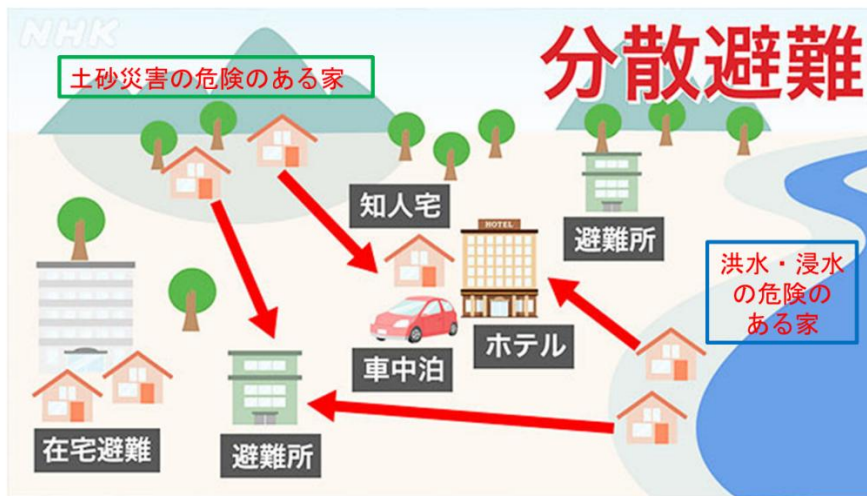 NHK
分散避難
土砂災害の危険のある家
知人宅
HOTEL
避難所
洪水・浸水
の危険の
ある家
ホテル
車中泊
在宅避難
避難所